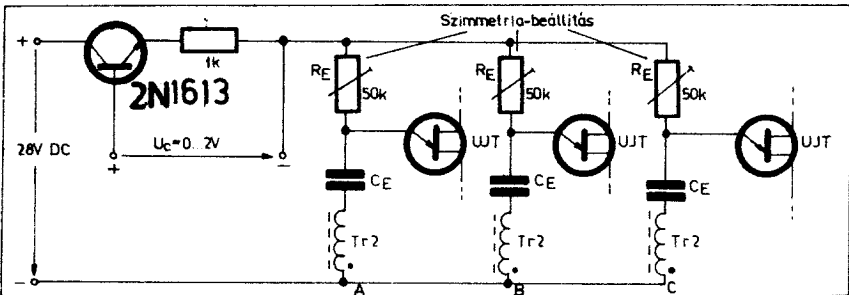 Szimmetria-beállítás
+
1k
2N1613
28V DC
Uc=0...2V
+
−
RE
50k
UJT
CE
Tr2
A
RE
50k
UJT
CE
Tr2
B
RE
50k
UJT
CE
Tr2
C
−